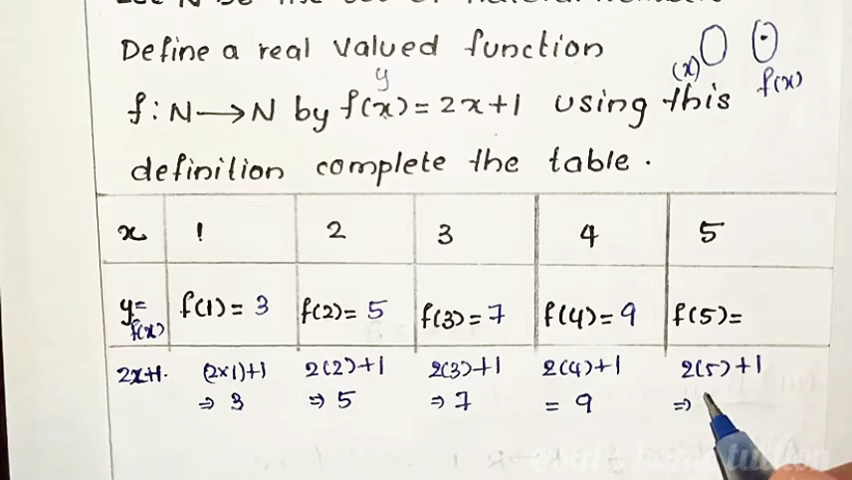 Define a real valued function
y
(x) f(x)
f : N → N by f(x) = 2x+1 using this
definition complete the table.
x 1 2 3 4 5
y= f(x) f(1) = 3 f(2) = 5 f(3) = 7 f(4) = 9 f(5) =
2x+1. (2×1)+1 2(2)+1 2(3)+1 2(4)+1 2(5)+1
⇒ 3 ⇒ 5 ⇒ 7 = 9 ⇒